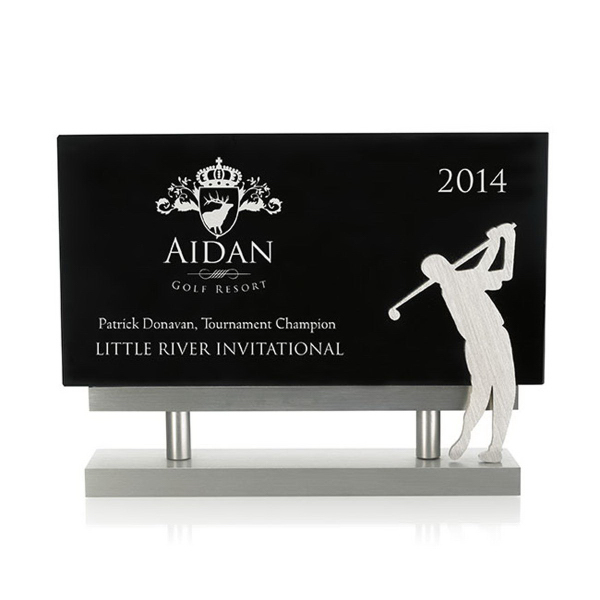 2014
AIDAN
GOLF RESORT
Patrick Donavan, Tournament Champion
LITTLE RIVER INVITATIONAL